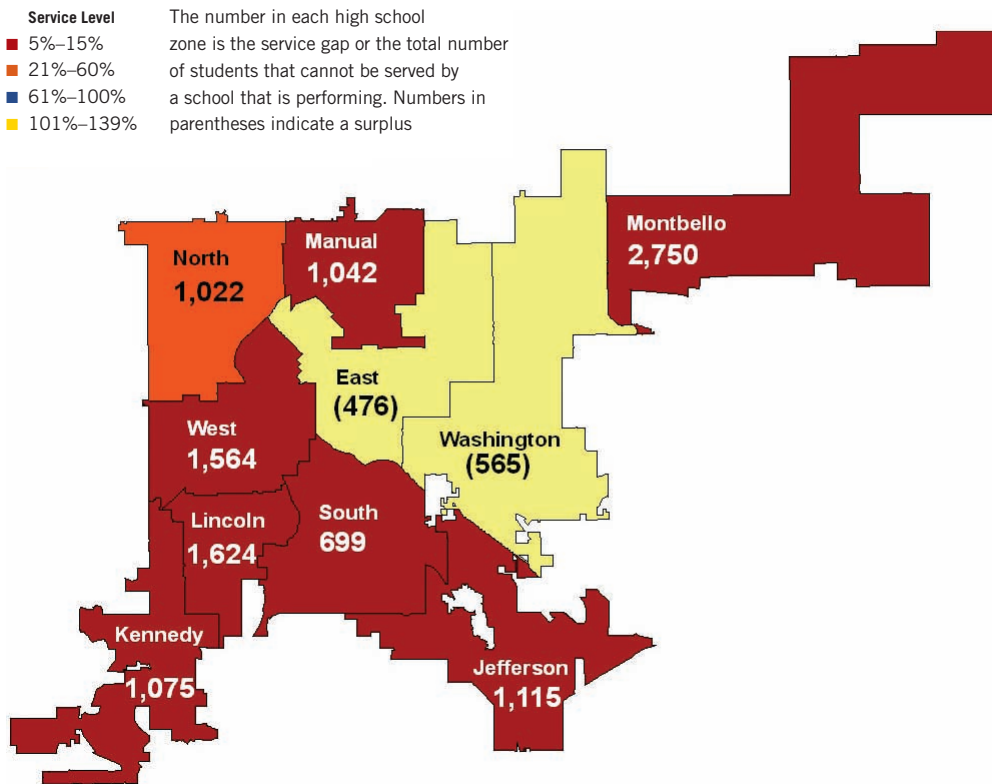 Service Level
5%–15%
21%–60%
61%–100%
101%–139%
The number in each high school
zone is the service gap or the total number
of students that cannot be served by
a school that is performing. Numbers in
parentheses indicate a surplus
Montbello
2,750
Manual
1,042
North
1,022
East
(476)
Washington
(565)
West
1,564
Lincoln
1,624
South
699
Kennedy
1,075
Jefferson
1,115